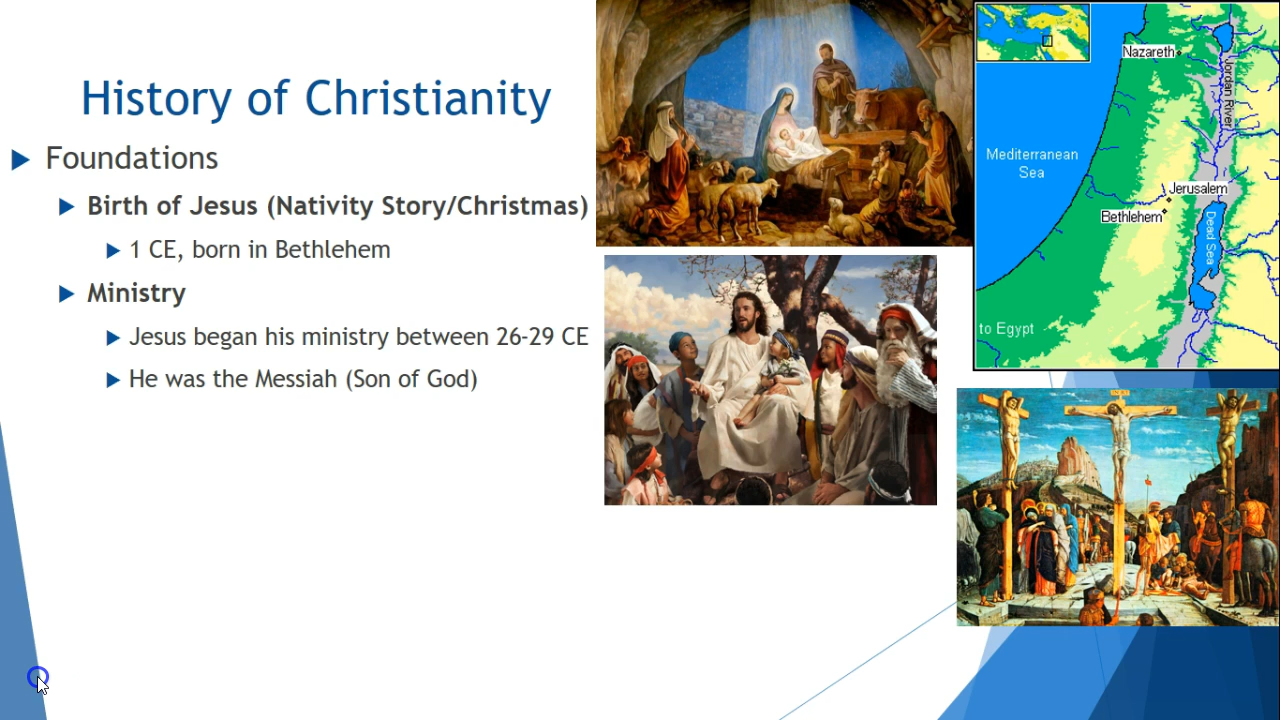 History of Christianity
Foundations
Birth of Jesus (Nativity Story/Christmas)
1 CE, born in Bethlehem
Ministry
Jesus began his ministry between 26-29 CE
He was the Messiah (Son of God)
Nazareth
Jordan River
Mediterranean
Sea
Jerusalem
Bethlehem
Dead Sea
to Egypt